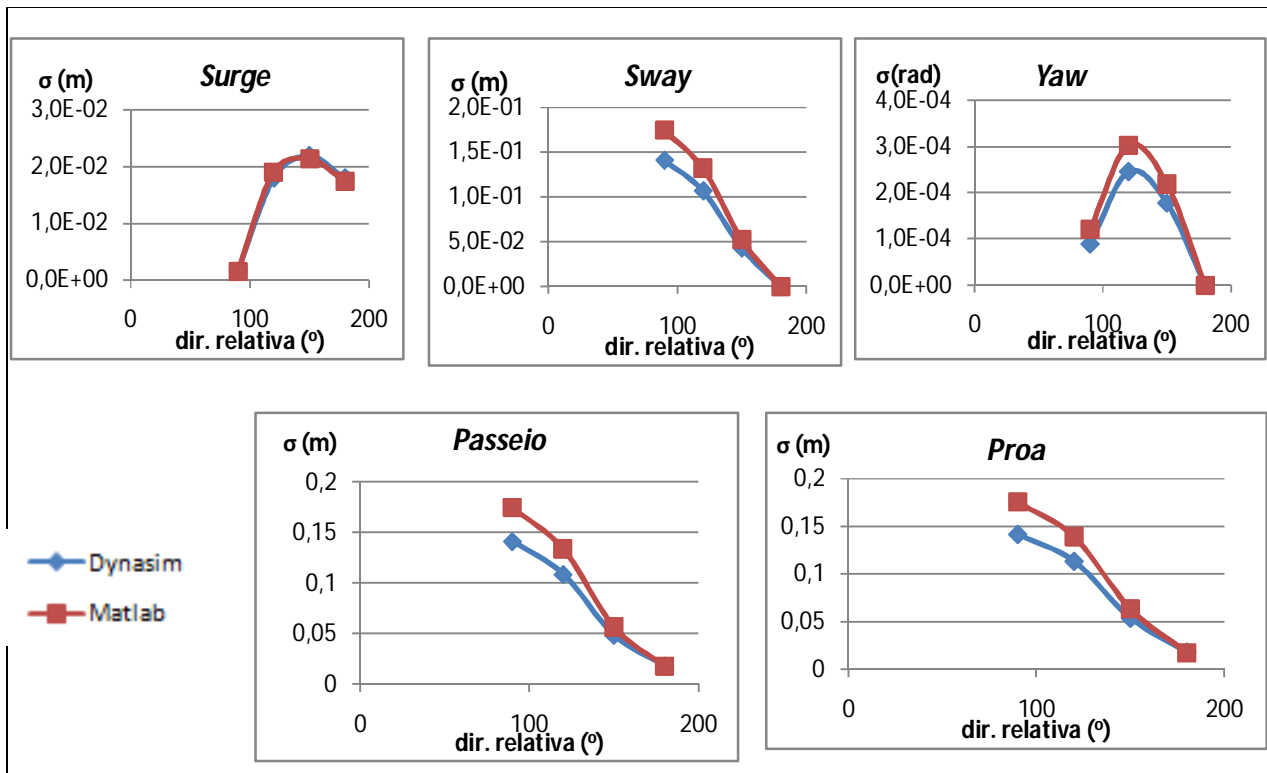 Surge
σ (m)
3,0E-02
2,0E-02
1,0E-02
0,0E+00
0
100
200
dir. relativa (º)
Sway
σ (m)
2,0E-01
1,5E-01
1,0E-01
5,0E-02
0,0E+00
0
100
200
dir. relativa (º)
Yaw
σ(rad)
4,0E-04
3,0E-04
2,0E-04
1,0E-04
0,0E+00
0
100
200
dir. relativa (º)
Dynasim
Matlab
Passeio
σ (m)
0,2
0,15
0,1
0,05
0
0
100
200
dir. relativa (º)
Proa
σ (m)
0,2
0,15
0,1
0,05
0
0
100
200
dir. relativa (º)